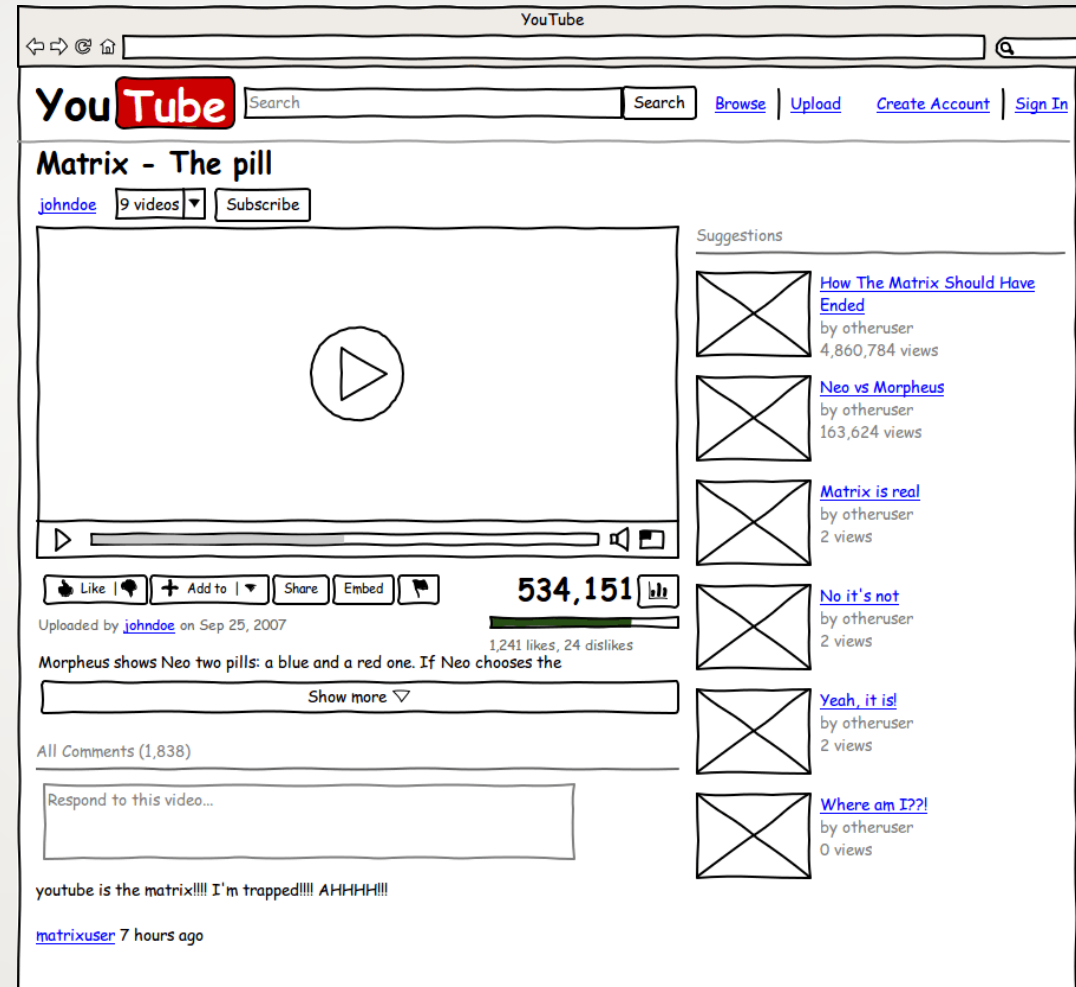 YouTube
You Tube Search Search Browse Upload Create Account Sign In
Matrix - The pill
johndoe 9 videos Subscribe
Suggestions
How The Matrix Should Have
Ended
by otheruser
4,860,784 views
Neo vs Morpheus
by otheruser
163,624 views
Matrix is real
by otheruser
2 views
No it's not
by otheruser
2 views
Yeah, it is!
by otheruser
2 views
Where am I??!
by otheruser
0 views
Like | Add to | Share Embed 534,151
Uploaded by johndoe on Sep 25, 2007
1,241 likes, 24 dislikes
Morpheus shows Neo two pills: a blue and a red one. If Neo chooses the
Show more
All Comments (1,838)
Respond to this video...
youtube is the matrix!!!! I'm trapped!!!! AHHHH!!!
matrixuser 7 hours ago